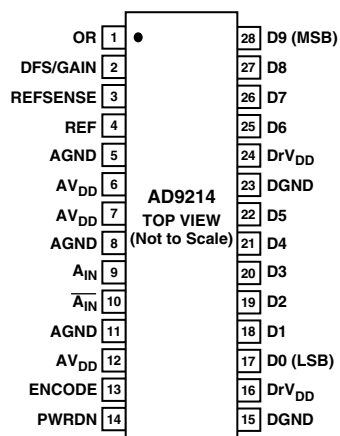 OR 1 28 D9 (MSB)
DFS/GAIN 2 27 D8
REFSENSE 3 26 D7
REF 4 25 D6
AGND 5 24 DrVDD
AVDD 6 23 DGND
AVDD 7 22 D5
AGND 8 21 D4
AIN 9 20 D3
AIN 10 19 D2
AGND 11 18 D1
AVDD 12 17 D0 (LSB)
ENCODE 13 16 DrVDD
PWRDN 14 15 DGND
AD9214
TOP VIEW
(Not to Scale)